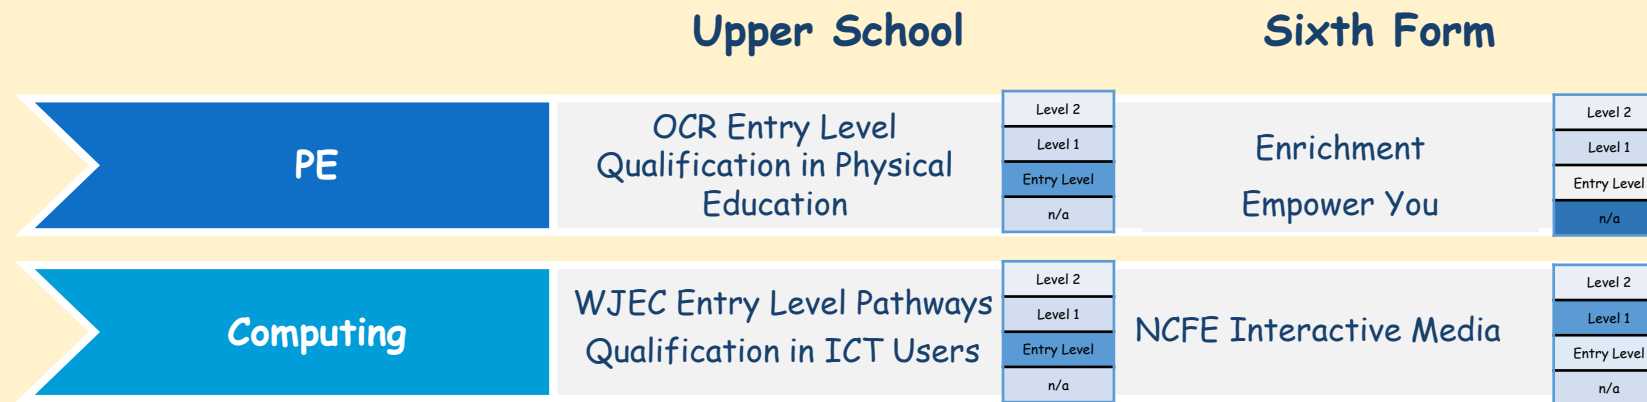 Upper School
Sixth Form
PE
OCR Entry Level
Qualification in Physical
Education
Level 2
Level 1
Entry Level
n/a
Enrichment
Empower You
Level 2
Level 1
Entry Level
n/a
Computing
WJEC Entry Level Pathways
Qualification in ICT Users
Level 2
Level 1
Entry Level
n/a
NCFE Interactive Media
Level 2
Level 1
Entry Level
n/a